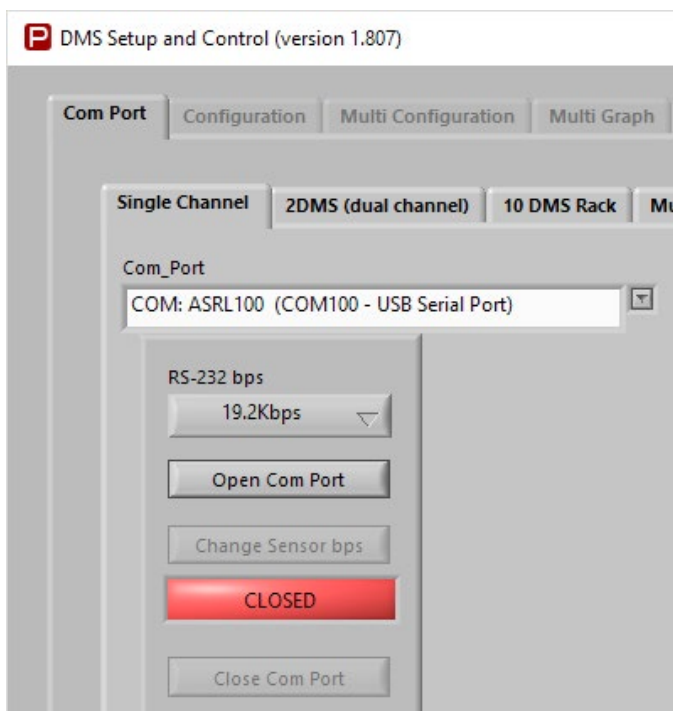 P DMS Setup and Control (version 1.807)
Com Port Configuration Multi Configuration Multi Graph
Single Channel 2DMS (dual channel) 10 DMS Rack
Com_Port
COM: ASRL100 (COM100 - USB Serial Port)
RS-232 bps
19.2Kbps
Open Com Port
Change Sensor bps
CLOSED
Close Com Port